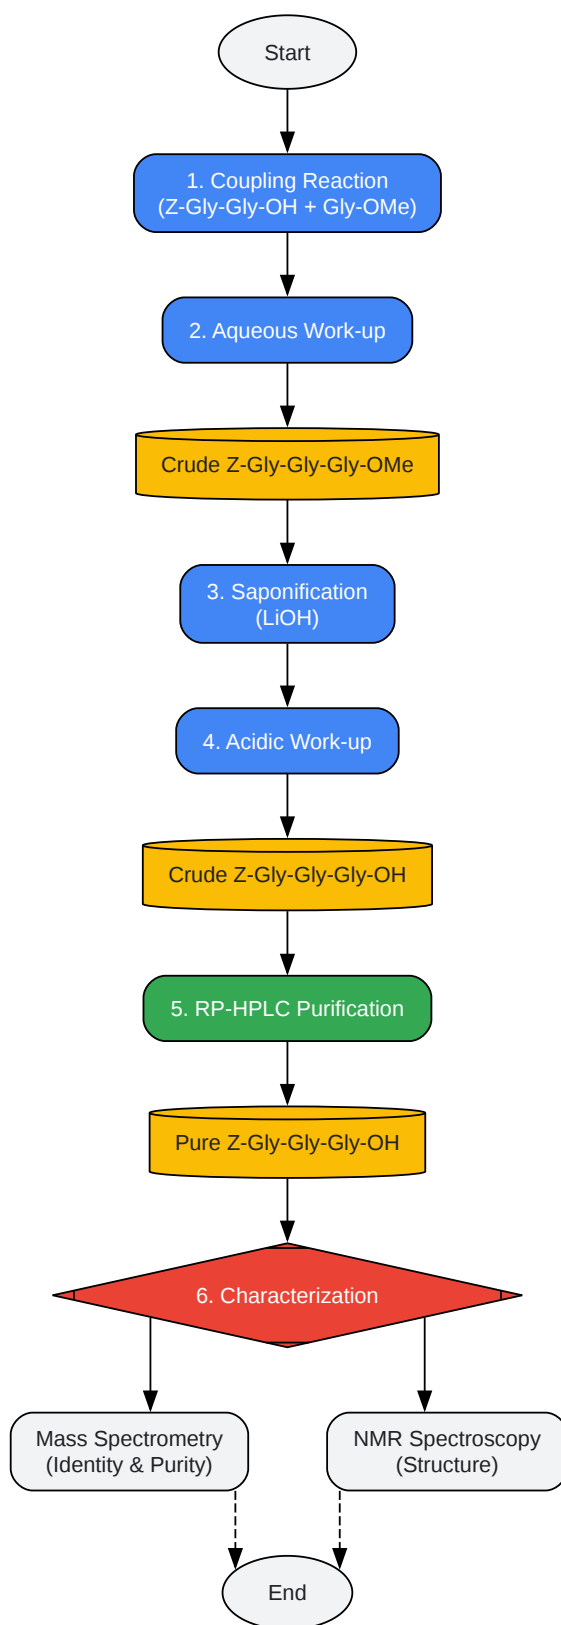 Start
1. Coupling Reaction
(Z-Gly-Gly-OH + Gly-OMe)
2. Aqueous Work-up
Crude Z-Gly-Gly-Gly-OMe
3. Saponification
(LiOH)
4. Acidic Work-up
Crude Z-Gly-Gly-Gly-OH
5. RP-HPLC Purification
Pure Z-Gly-Gly-Gly-OH
6. Characterization
Mass Spectrometry
(Identity & Purity)
NMR Spectroscopy
(Structure)
End